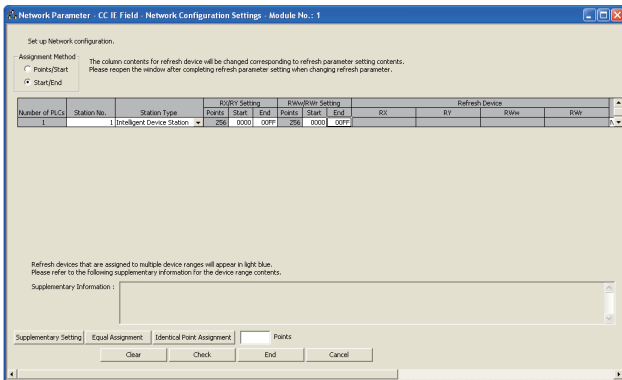 Network Parameter - CC IE Field - Network Configuration Settings - Module No.: 1
Set up Network configuration.
Assignment Method
Points/Start
Start/End
The column contents for refresh device will be changed corresponding to refresh parameter setting contents.
Please reopen the window after completing refresh parameter setting when changing refresh parameter.
RX/RY Setting RWw/RWr Setting Refresh Device
Number of PLCs Station No. Station Type Points Start End Points Start End RX RY RWw RWr
1 1 Intelligent Device Station 256 0000 00FF 256 0000 00FF
Refresh devices that are assigned to multiple device ranges will appear in light blue.
Please refer to the following supplementary information for the device range contents.
Supplementary Information :
Supplementary Setting Equal Assignment Identical Point Assignment Points
Clear Check End Cancel